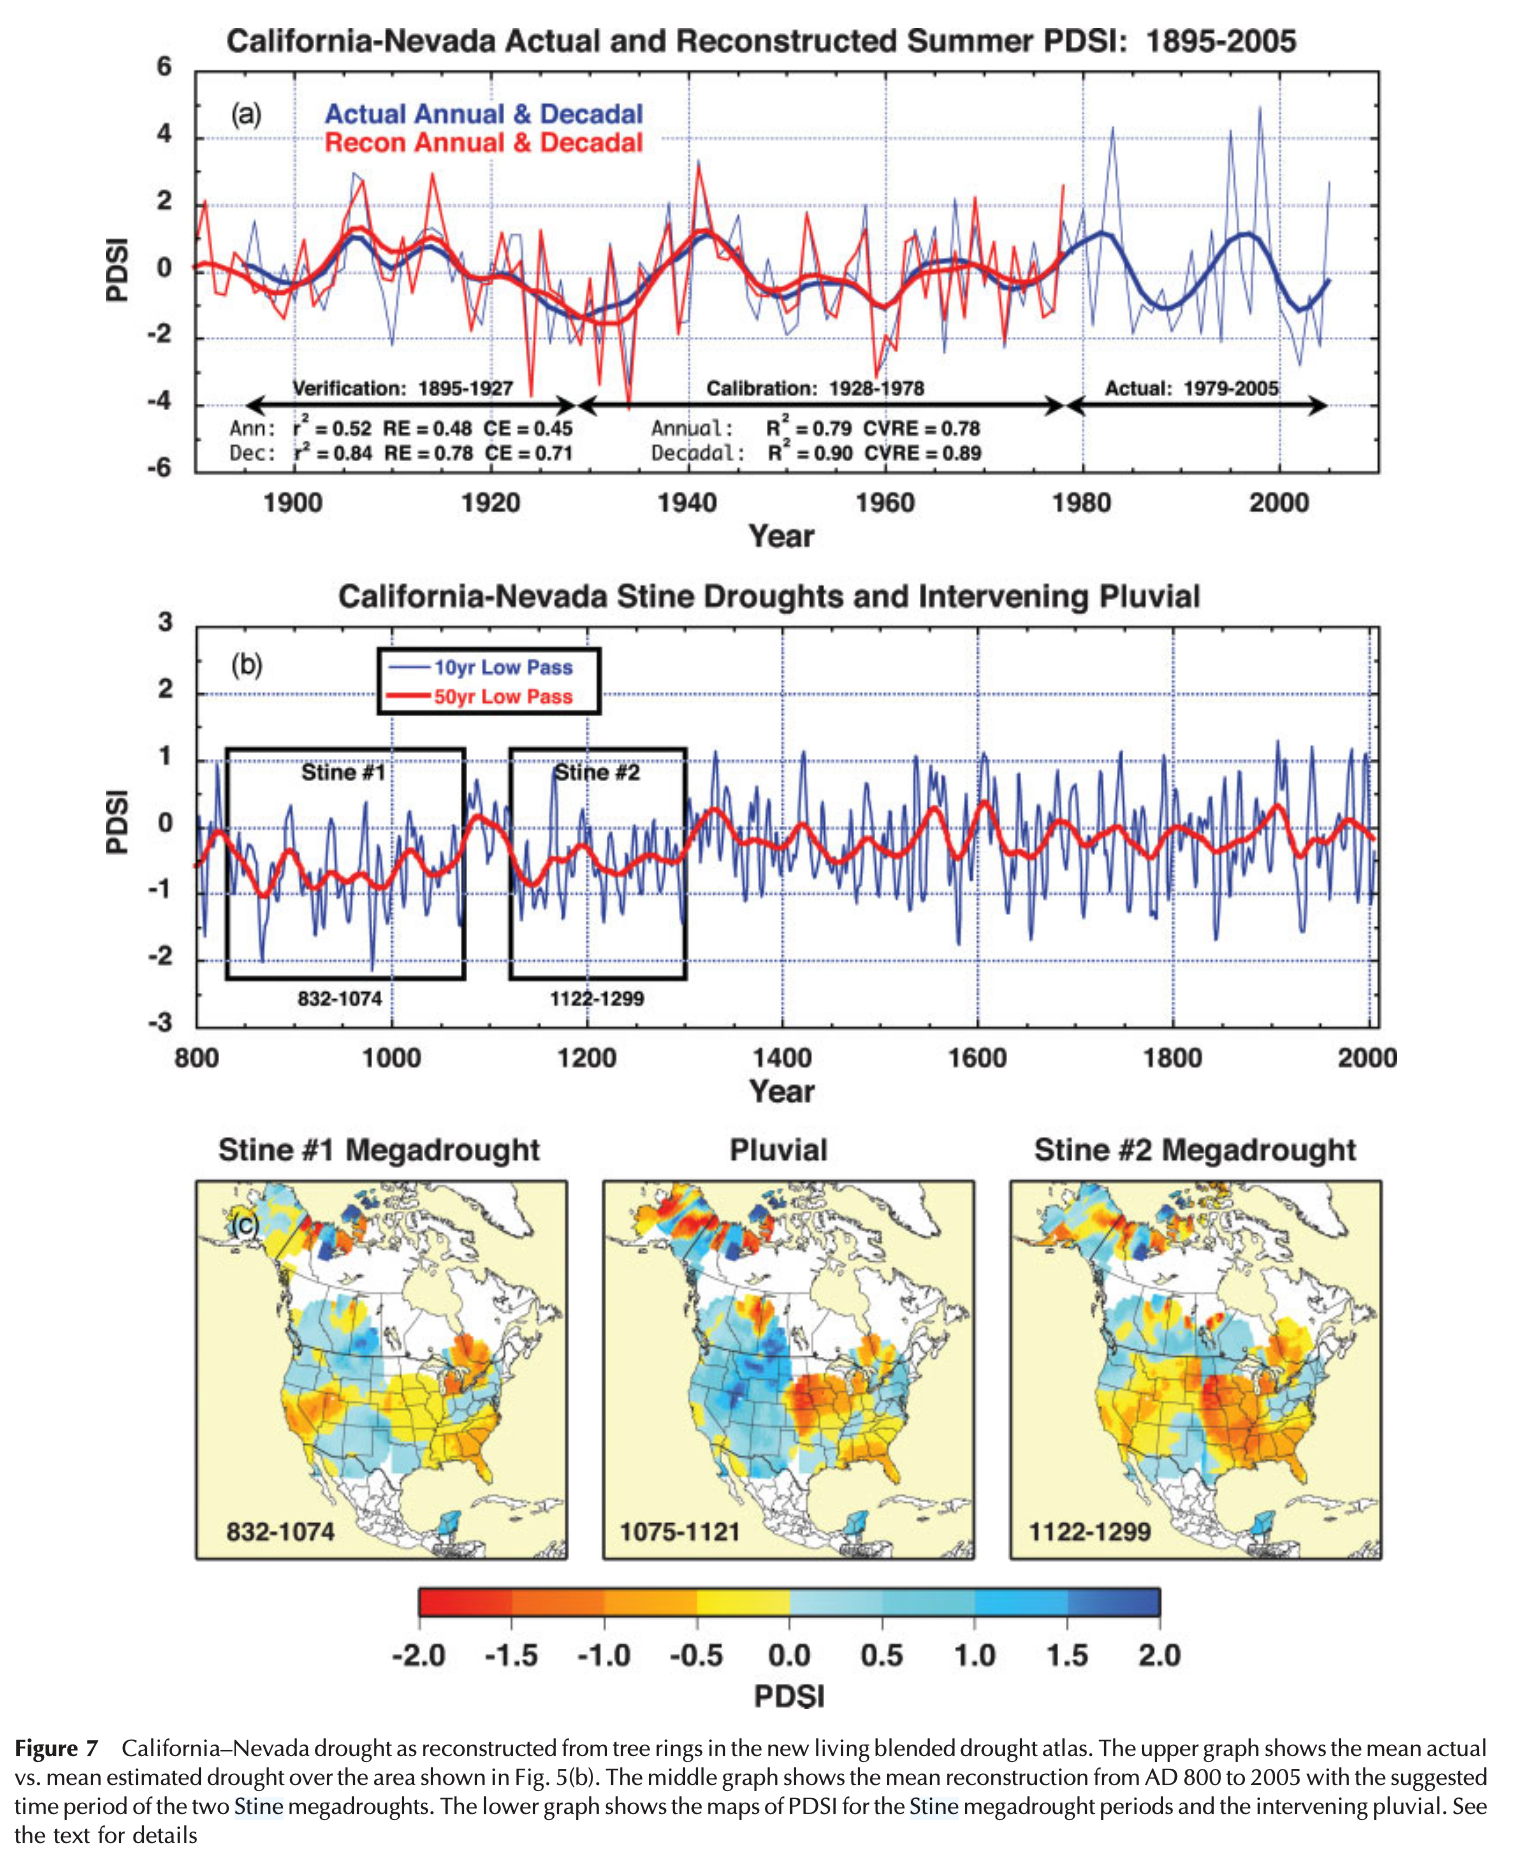 California-Nevada Actual and Reconstructed Summer PDSI: 1895-2005
6
4
2
0
-2
-4
-6
PDSI
(a)
Actual Annual & Decadal
Recon Annual & Decadal
Verification: 1895-1927
Calibration: 1928-1978
Actual: 1979-2005
Ann: r² = 0.52 RE = 0.48 CE = 0.45
Dec: r² = 0.84 RE = 0.78 CE = 0.71
Annual: R² = 0.79 CVRE = 0.78
Decadal: R² = 0.90 CVRE = 0.89
1900 1920 1940 1960 1980 2000
Year
California-Nevada Stine Droughts and Intervening Pluvial
3
2
1
0
-1
-2
-3
PDSI
(b)
10yr Low Pass
50yr Low Pass
Stine #1
Stine #2
832-1074
1122-1299
800 1000 1200 1400 1600 1800 2000
Year
Stine #1 Megadrought
Pluvial
Stine #2 Megadrought
(c)
832-1074
1075-1121
1122-1299
-2.0 -1.5 -1.0 -0.5 0.0 0.5 1.0 1.5 2.0
PDSI
Figure 7 California–Nevada drought as reconstructed from tree rings in the new living blended drought atlas. The upper graph shows the mean actual
vs. mean estimated drought over the area shown in Fig. 5(b). The middle graph shows the mean reconstruction from AD 800 to 2005 with the suggested
time period of the two Stine megadroughts. The lower graph shows the maps of PDSI for the Stine megadrought periods and the intervening pluvial. See
the text for details